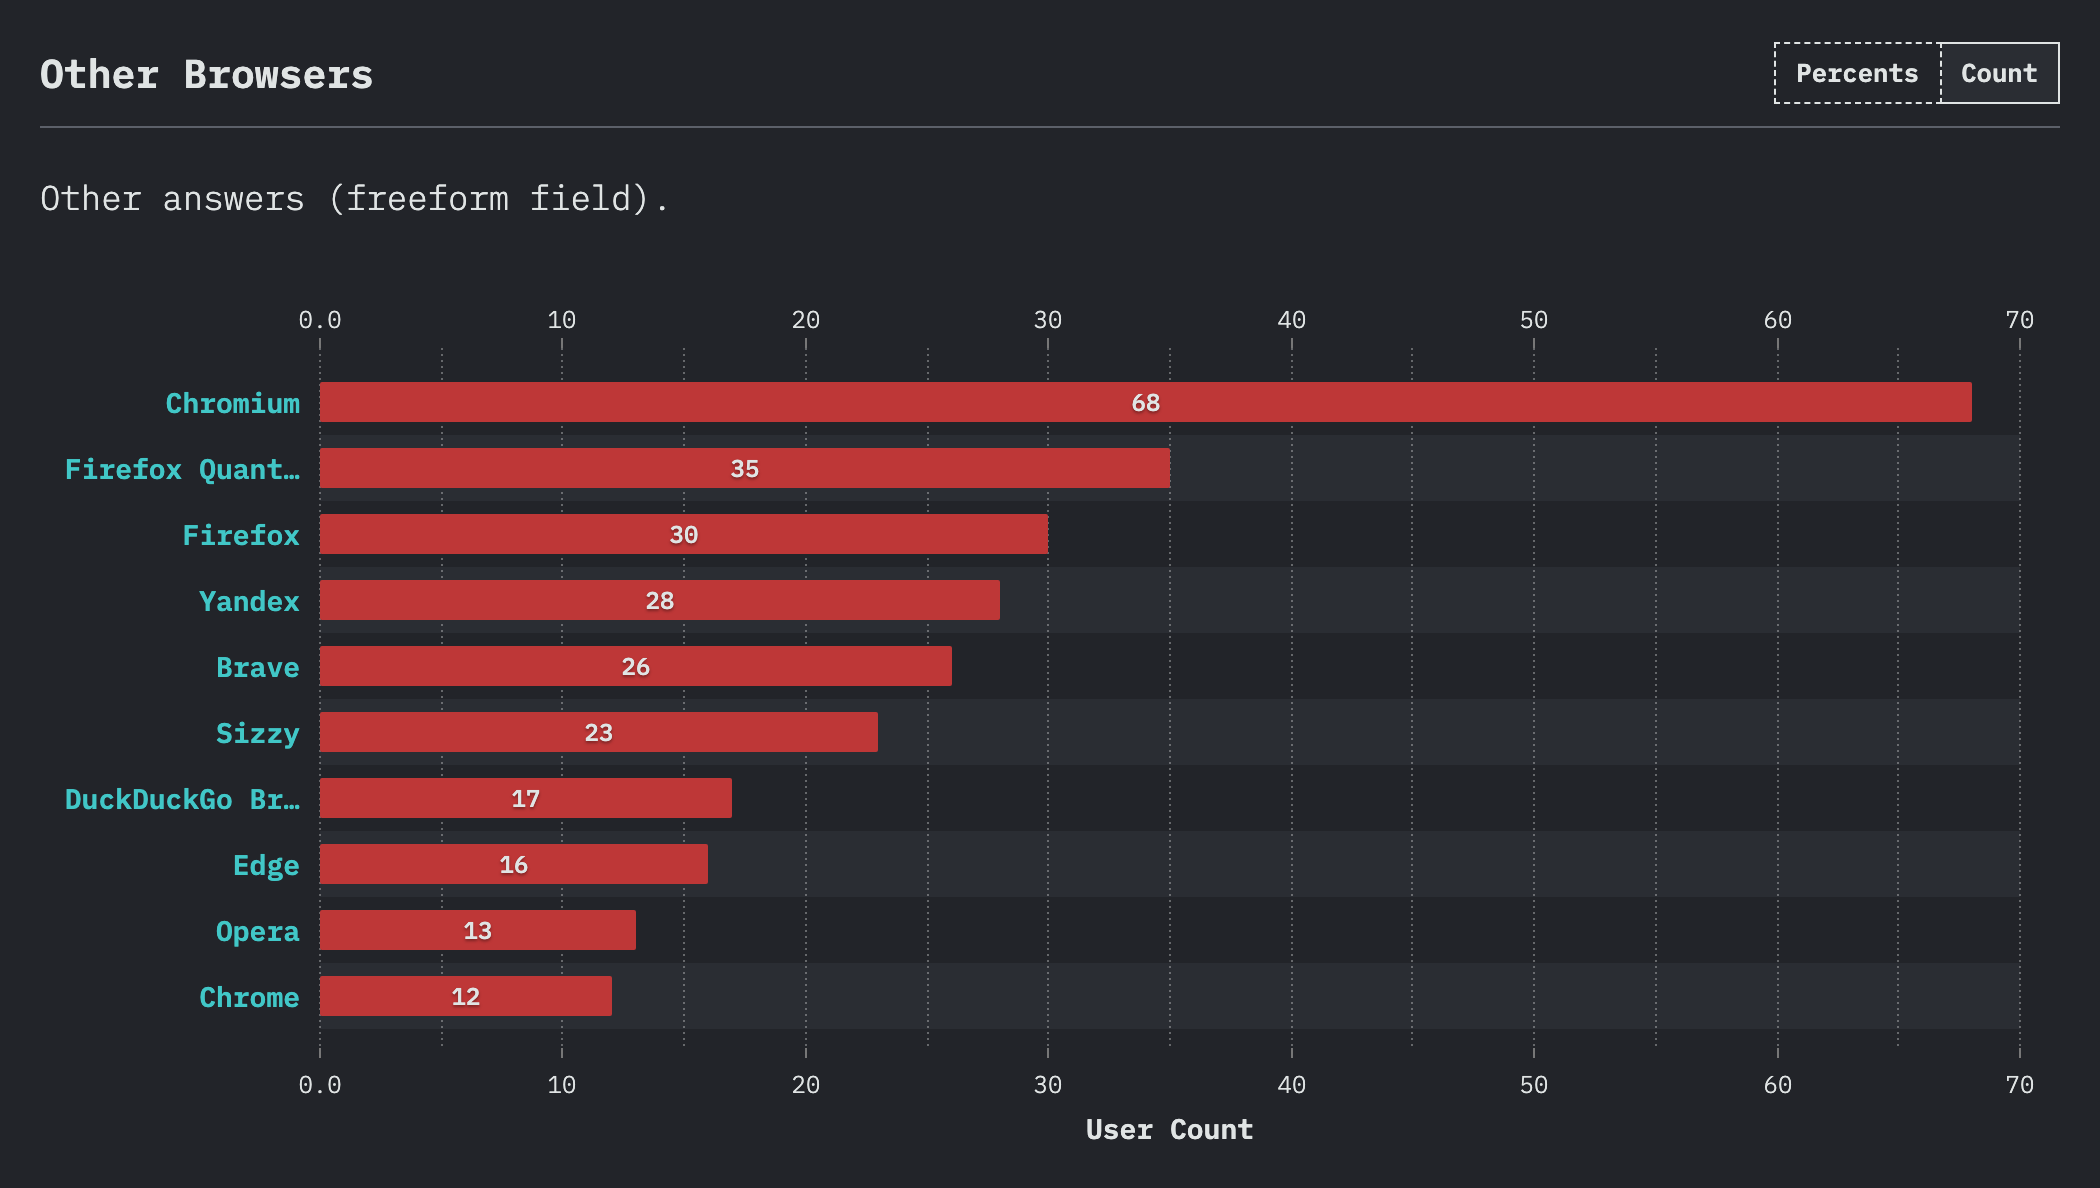 Other Browsers
Percents Count
Other answers (freeform field).
0.0 10 20 30 40 50 60 70
Chromium 68
Firefox Quant… 35
Firefox 30
Yandex 28
Brave 26
Sizzy 23
DuckDuckGo Br… 17
Edge 16
Opera 13
Chrome 12
0.0 10 20 30 40 50 60 70
User Count